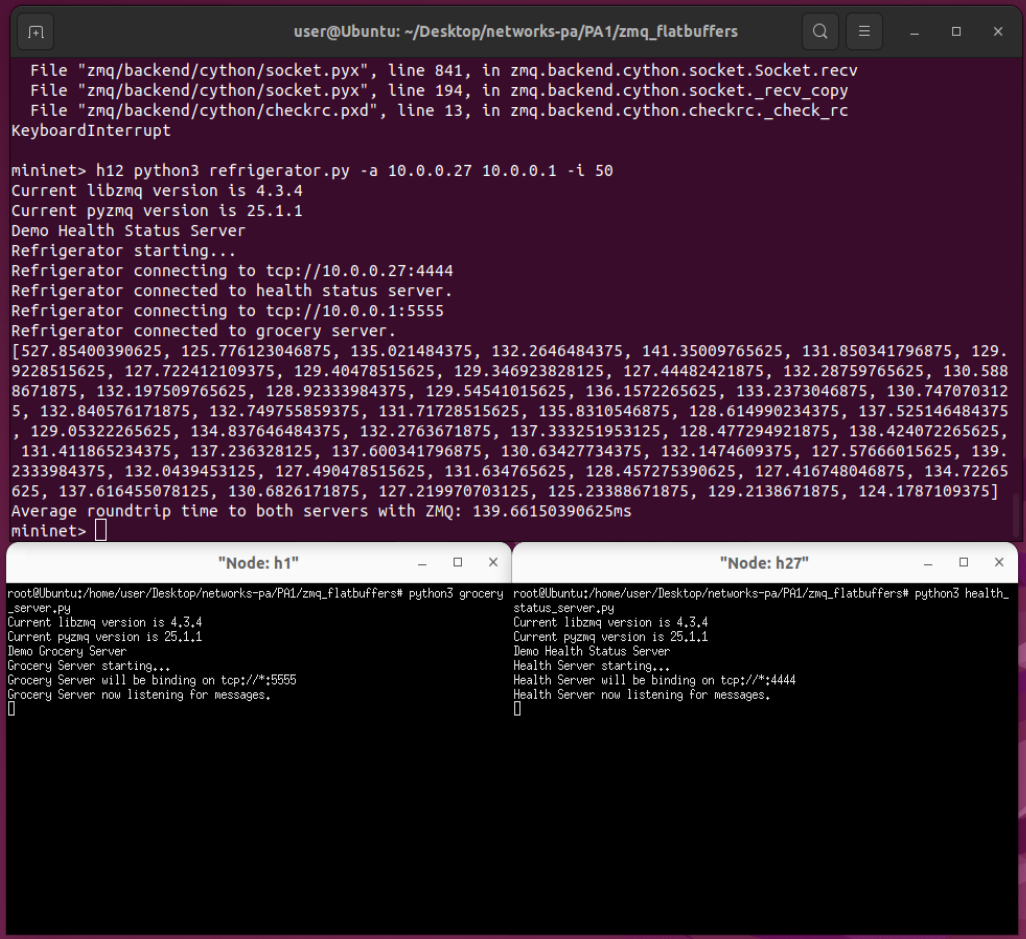 user@Ubuntu: ~/Desktop/networks-pa/PA1/zmq_flatbuffers
  File "zmq/backend/cython/socket.pyx", line 841, in zmq.backend.cython.socket.Socket.recv
  File "zmq/backend/cython/socket.pyx", line 194, in zmq.backend.cython.socket._recv_copy
  File "zmq/backend/cython/checkrc.pxd", line 13, in zmq.backend.cython.checkrc._check_rc
KeyboardInterrupt
mininet> h12 python3 refrigerator.py -a 10.0.0.27 10.0.0.1 -i 50
Current libzmq version is 4.3.4
Current pyzmq version is 25.1.1
Demo Health Status Server
Refrigerator starting...
Refrigerator connecting to tcp://10.0.0.27:4444
Refrigerator connected to health status server.
Refrigerator connecting to tcp://10.0.0.1:5555
Refrigerator connected to grocery server.
[527.85400390625, 125.776123046875, 135.021484375, 132.2646484375, 141.35009765625, 131.850341796875, 129.
9228515625, 127.722412109375, 129.40478515625, 129.346923828125, 127.44482421875, 132.28759765625, 130.588
8671875, 132.197509765625, 128.92333984375, 129.54541015625, 136.1572265625, 133.2373046875, 130.747070312
5, 132.840576171875, 132.749755859375, 131.71728515625, 135.8310546875, 128.614990234375, 137.525146484375
, 129.05322265625, 134.837646484375, 132.2763671875, 137.333251953125, 128.477294921875, 138.424072265625,
 131.411865234375, 137.236328125, 137.600341796875, 130.63427734375, 132.1474609375, 127.57666015625, 139.
2333984375, 132.0439453125, 127.490478515625, 131.634765625, 128.457275390625, 127.416748046875, 134.72265
625, 137.616455078125, 130.6826171875, 127.219970703125, 125.23388671875, 129.2138671875, 124.1787109375]
Average roundtrip time to both servers with ZMQ: 139.66150390625ms
mininet>
"Node: h1"
root@Ubuntu:/home/user/Desktop/networks-pa/PA1/zmq_flatbuffers# python3 grocery
_server.py
Current libzmq version is 4.3.4
Current pyzmq version is 25.1.1
Demo Grocery Server
Grocery Server starting...
Grocery Server will be binding on tcp://*:5555
Grocery Server now listening for messages.
"Node: h27"
root@Ubuntu:/home/user/Desktop/networks-pa/PA1/zmq_flatbuffers# python3 health_
status_server.py
Current libzmq version is 4.3.4
Current pyzmq version is 25.1.1
Demo Health Status Server
Health Server starting...
Health Server will be binding on tcp://*:4444
Health Server now listening for messages.